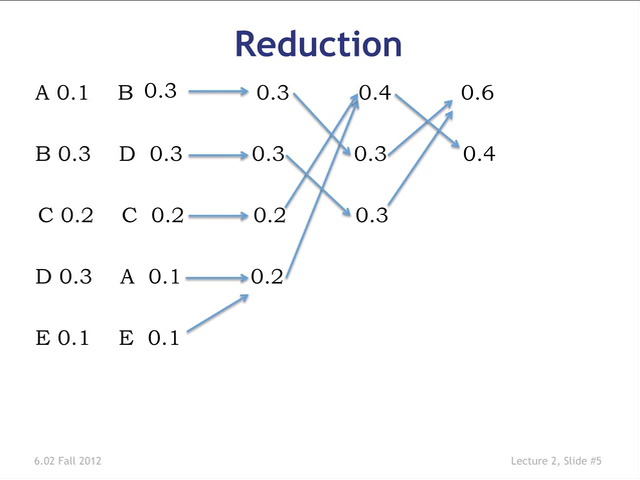 Reduction
A 0.1 B 0.3 0.3 0.4 0.6
B 0.3 D 0.3 0.3 0.3 0.4
C 0.2 C 0.2 0.2 0.3
D 0.3 A 0.1 0.2
E 0.1 E 0.1
6.02 Fall 2012 Lecture 2, Slide #5